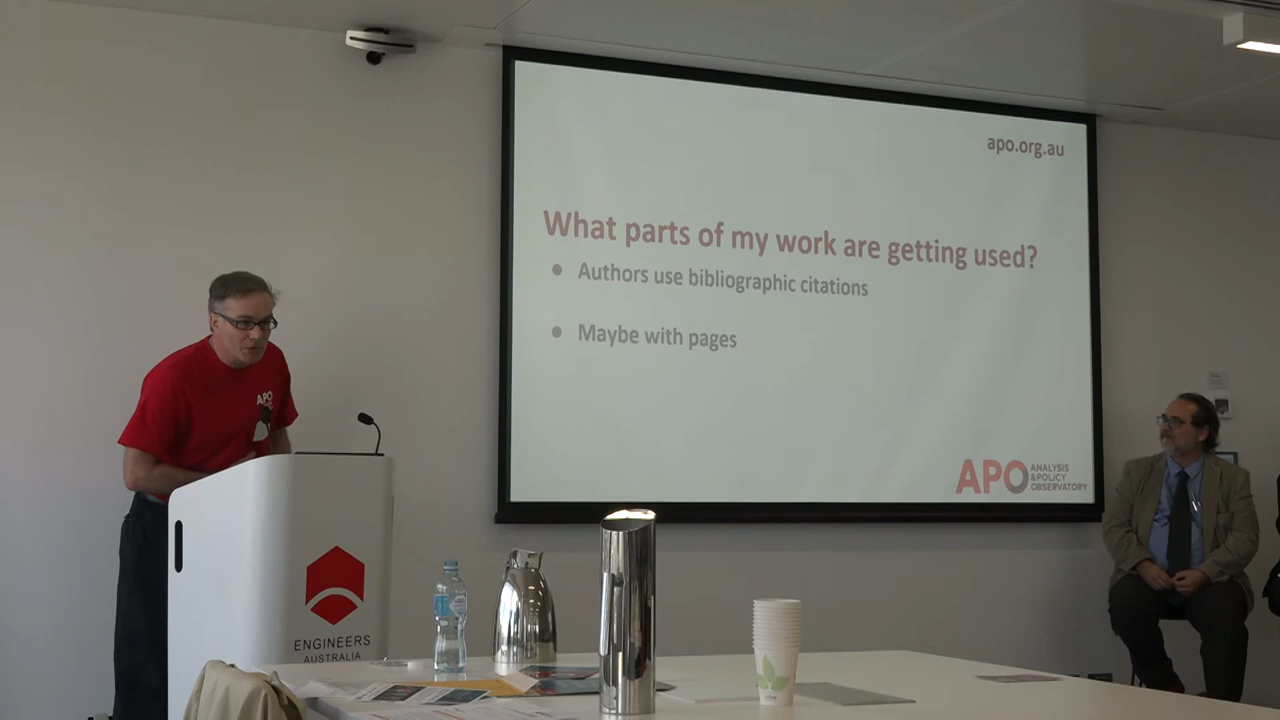 apo.org.au
What parts of my work are getting used?
Authors use bibliographic citations
Maybe with pages
APO
ANALYSIS
&POLICY
OBSERVATORY
APO
ENGINEERS
AUSTRALIA